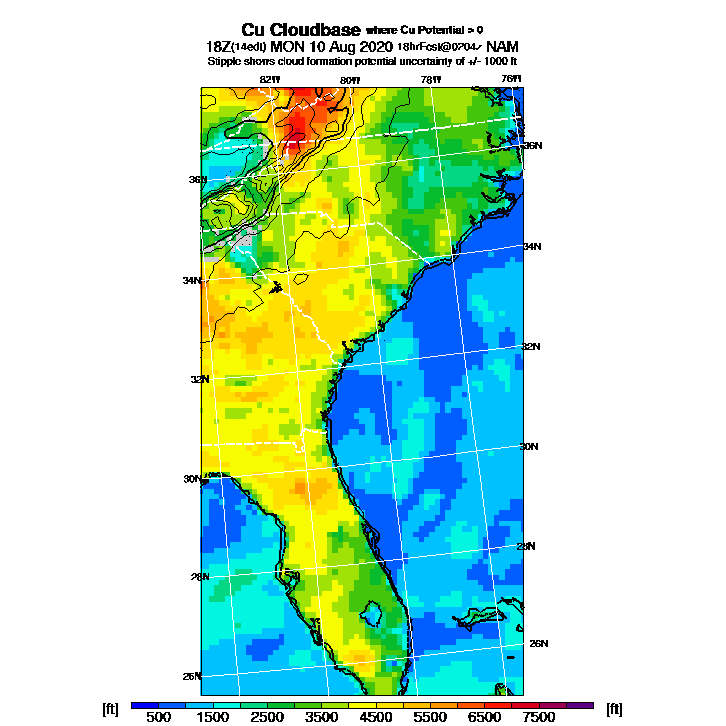 Cu Cloudbase where Cu Potential > 0
18Z(14edt) MON 10 Aug 2020 18hrFcst@0704z NAM
Stipple shows cloud formation potential uncertainty of +/- 1000 ft
82W 80W 78W 76W
36N
36N
34N
34N
32N
32N
30N
30N
28N
28N
26N
26N
[ft] 500 1500 2500 3500 4500 5500 6500 7500 [ft]